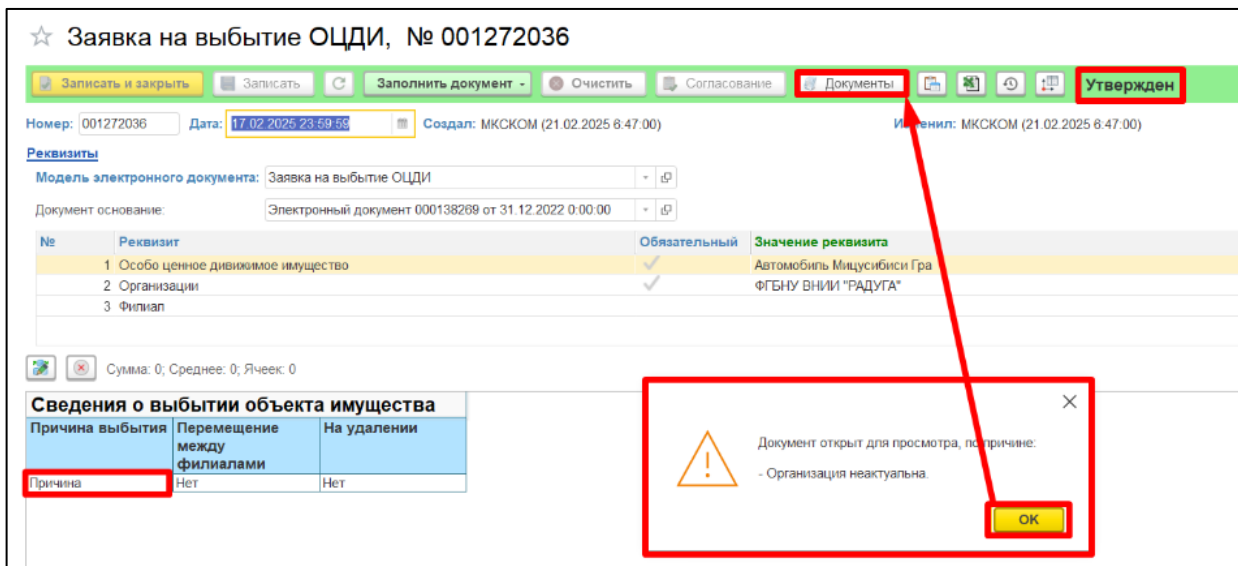 Заявка на выбытие ОЦДИ, № 001272036
Записать и закрыть Записать Заполнить документ Очистить Согласование Документы Утвержден
Номер: 001272036 Дата: 17.02.2025 23:59:59 Создал: МКСКОМ (21.02.2025 6:47:00) МКСКОМ (21.02.2025 6:47:00)
Реквизиты
Модель электронного документа: Заявка на выбытие ОЦДИ
Документ основание: Электронный документ 000138269 от 31.12.2022 0:00:00
№ Реквизит Обязательный Значение реквизита
1 Особо ценное дивижимое имущество Автомобиль Мицусибиси Гра
2 Организации ФГБНУ ВНИИ "РАДУГА"
3 Филиал
Сумма: 0; Среднее: 0; Ячеек: 0
Сведения о выбытии объекта имущества
Причина выбытия Перемещение между филиалами На удалении
Причина Нет Нет
Документ открыт для просмотра, по причине:
- Организация неактуальна.
OK